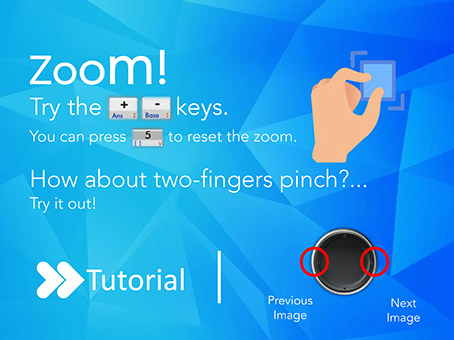 Zoom!
Try the + Ans - Base keys.
You can press 5 [ ] V to reset the zoom.
How about two-fingers pinch?...
Try it out!
Tutorial
Previous Image
Next Image